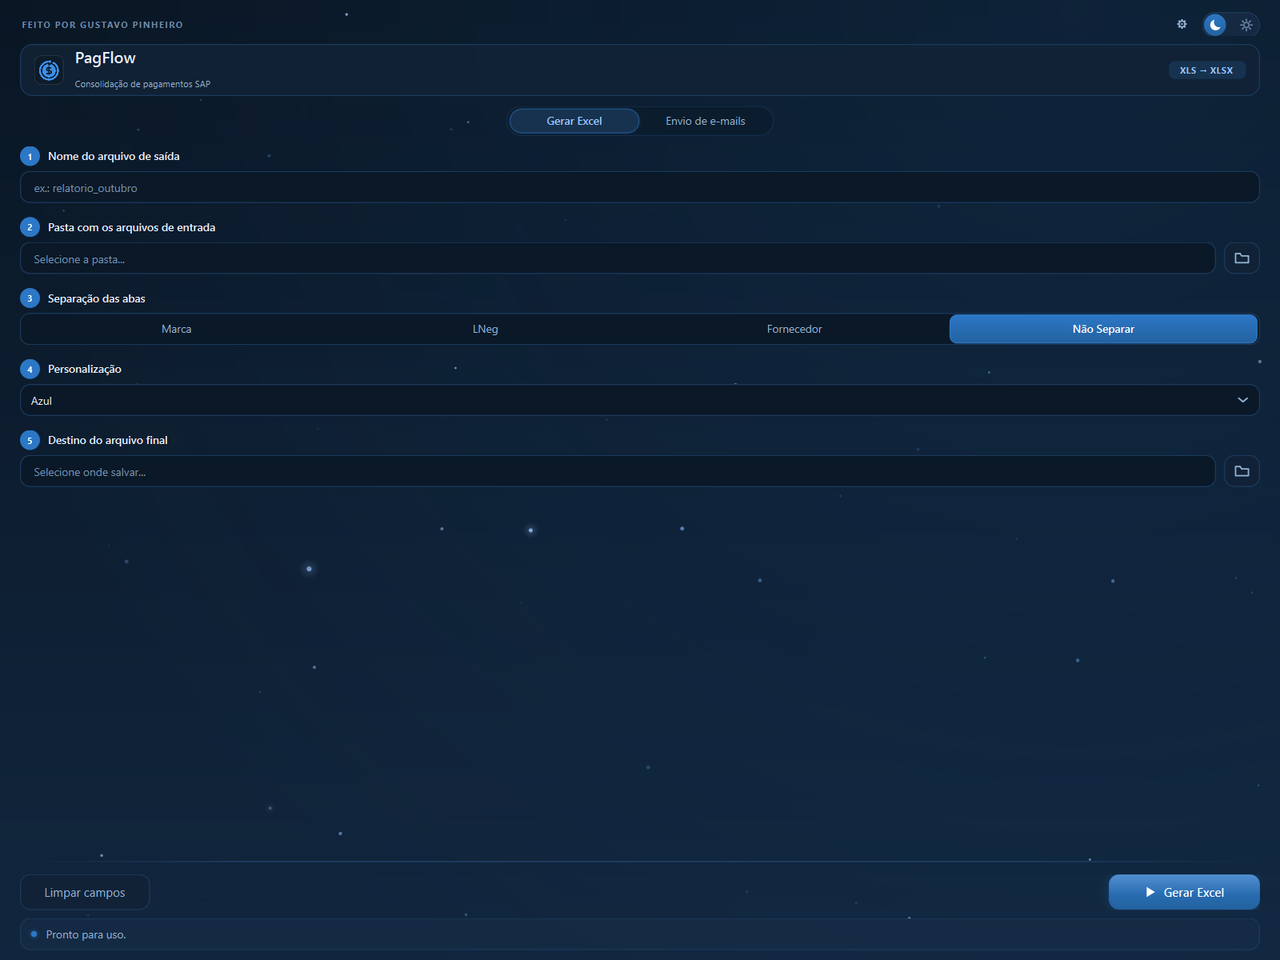 FEITO POR GUSTAVO PINHEIRO
PagFlow
Consolidação de pagamentos SAP
XLS → XLSX
Gerar Excel
Envio de e-mails
1 Nome do arquivo de saída
ex.: relatorio_outubro
2 Pasta com os arquivos de entrada
Selecione a pasta...
3 Separação das abas
Marca
LNeg
Fornecedor
Não Separar
4 Personalização
Azul
5 Destino do arquivo final
Selecione onde salvar...
Limpar campos
Gerar Excel
Pronto para uso.